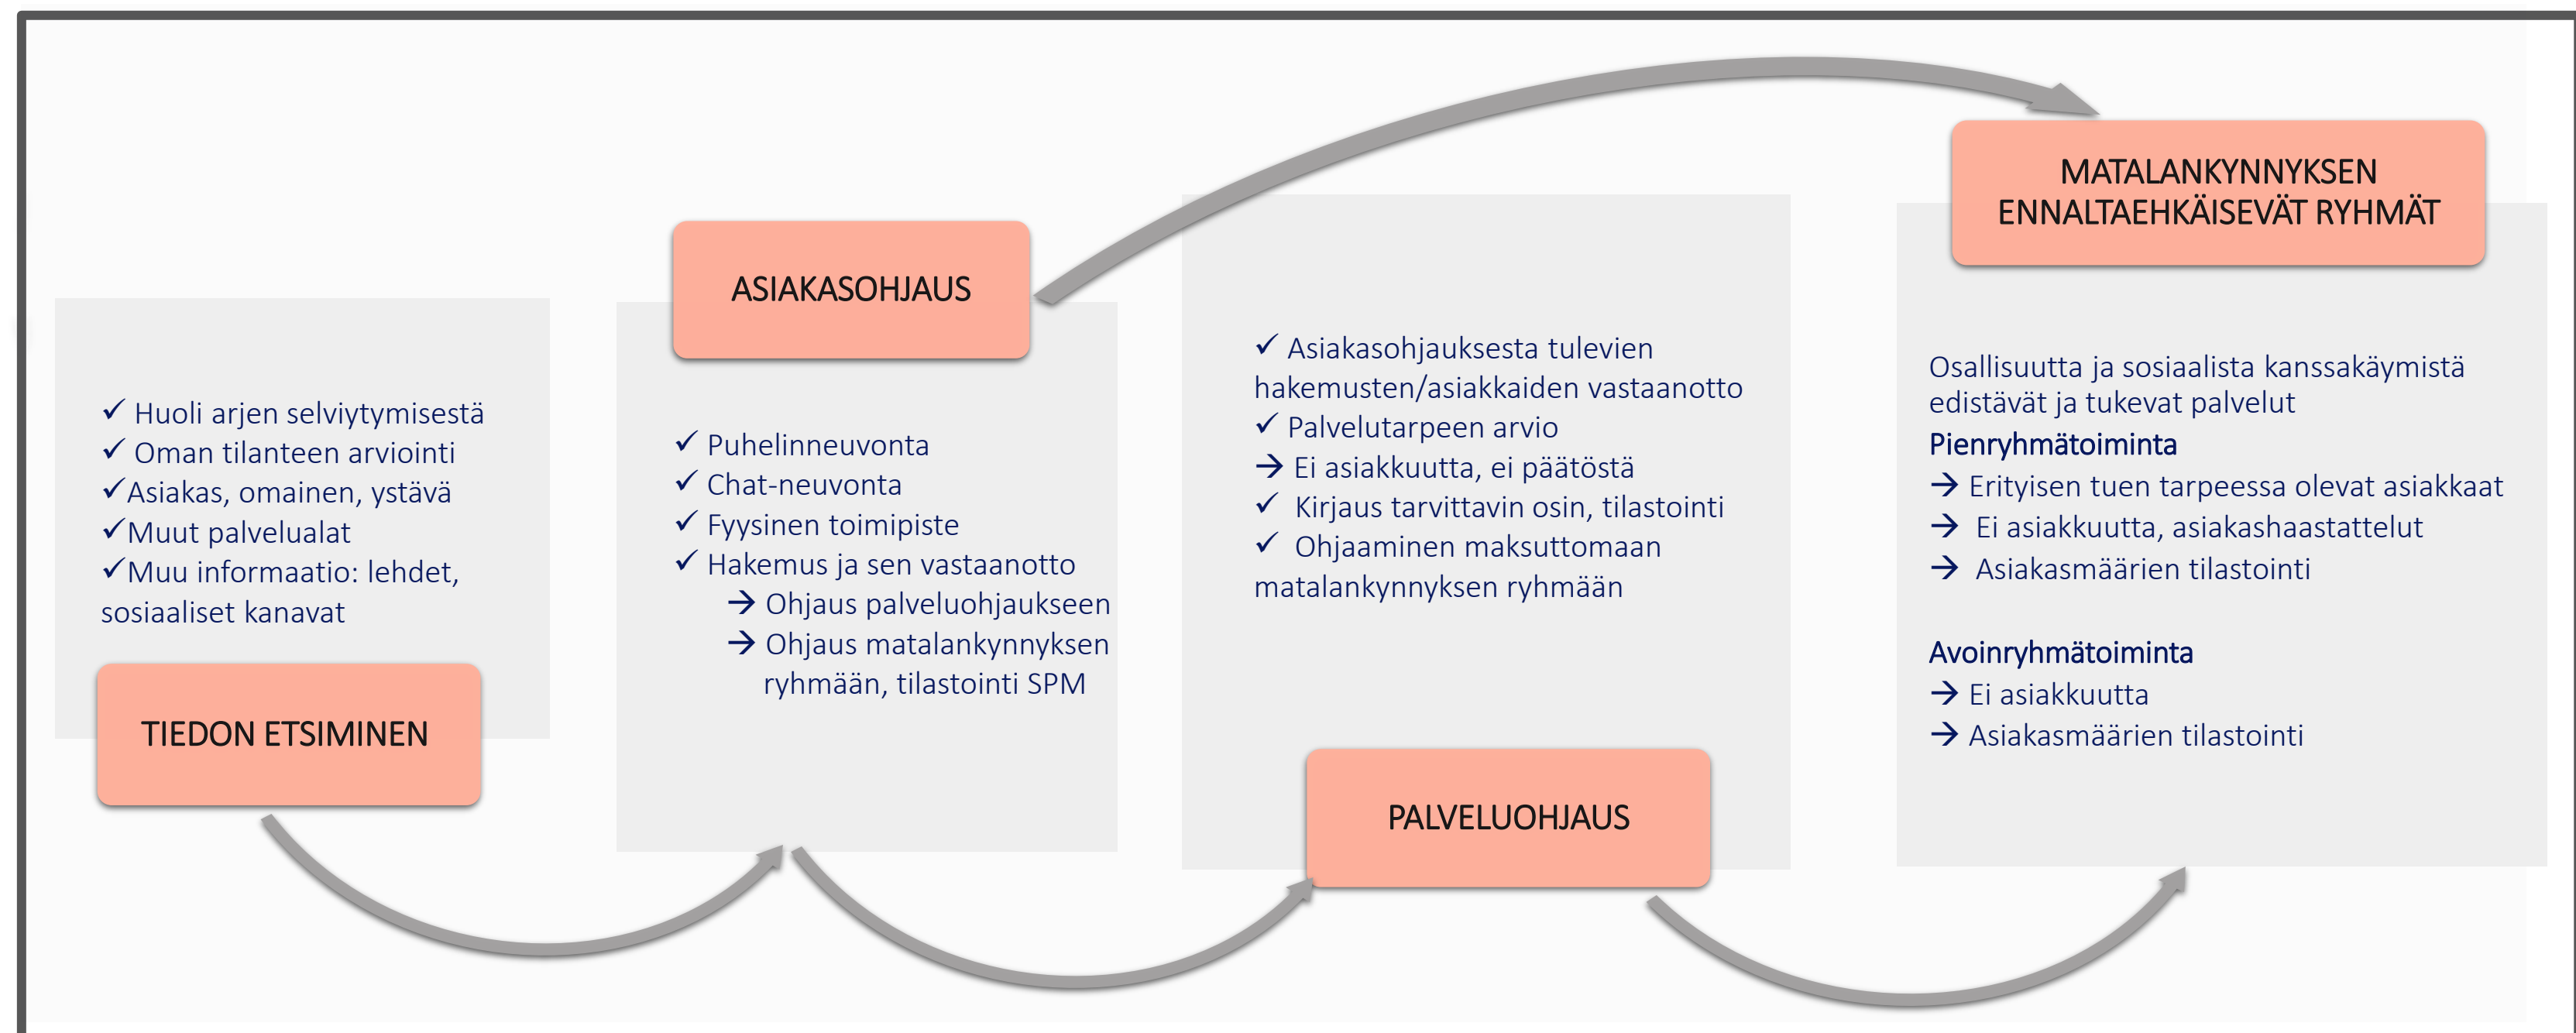 ✓ Huoli arjen selviytymisestä
✓ Oman tilanteen arviointi
✓Asiakas, omainen, ystävä
✓Muut palvelualat
✓Muu informaatio: lehdet,
sosiaaliset kanavat
TIEDON ETSIMINEN
ASIAKASOHJAUS
✓ Puhelinneuvonta
✓ Chat-neuvonta
✓ Fyysinen toimipiste
✓ Hakemus ja sen vastaanotto
→ Ohjaus palveluohjaukseen
→ Ohjaus matalankynnyksen
ryhmään, tilastointi SPM
✓ Asiakasohjauksesta tulevien
hakemusten/asiakkaiden vastaanotto
✓ Palvelutarpeen arvio
→ Ei asiakkuutta, ei päätöstä
✓ Kirjaus tarvittavin osin, tilastointi
✓ Ohjaaminen maksuttomaan
matalankynnyksen ryhmään
PALVELUOHJAUS
MATALANKYNNYKSEN
ENNALTAEHKÄISEVÄT RYHMÄT
Osallisuutta ja sosiaalista kanssakäymistä
edistävät ja tukevat palvelut
Pienryhmätoiminta
→ Erityisen tuen tarpeessa olevat asiakkaat
→ Ei asiakkuutta, asiakashaastattelut
→ Asiakasmäärien tilastointi
Avoinryhmätoiminta
→ Ei asiakkuutta
→ Asiakasmäärien tilastointi